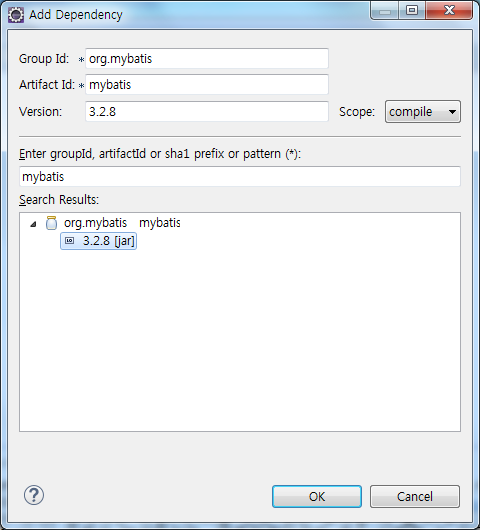 Add Dependency
Group Id: * org.mybatis
Artifact Id: * mybatis
Version: 3.2.8 Scope: compile
Enter groupId, artifactId or sha1 prefix or pattern (*):
mybatis
Search Results:
org.mybatis mybatis
3.2.8 [jar]
OK Cancel